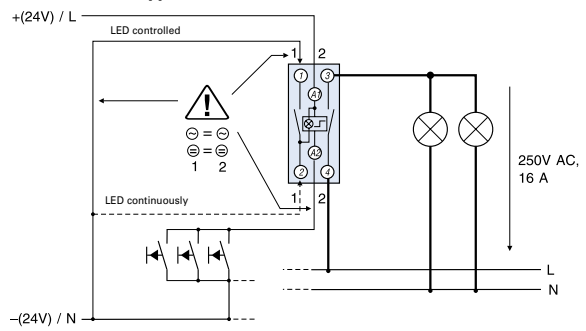 +(24V) / L
LED controlled
1 2
1 3
A1
!
∼ = ∼
= = =
1 2
A2
2 4
1 2
LED continuously
250V AC,
16 A
L
N
–(24V) / N